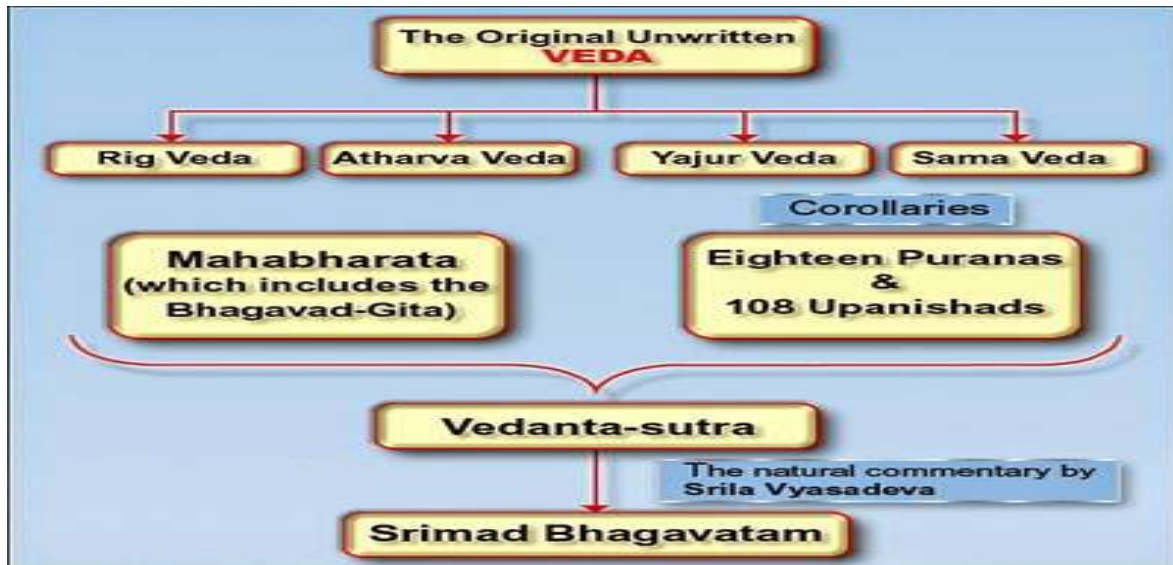 The Original Unwritten
VEDA
Rig Veda
Atharva Veda
Yajur Veda
Sama Veda
Corollaries
Mahabharata
(which includes the
Bhagavad-Gita)
Eighteen Puranas
&
108 Upanishads
Vedanta-sutra
The natural commentary by
Srila Vyasadeva
Srimad Bhagavatam